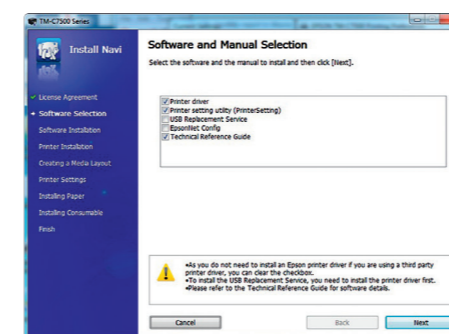 TM-C7500 Series
Install Navi
Software and Manual Selection
Select the software and the manual to install and then click [Next].
License Agreement
Software Selection
Software Installation
Printer Installation
Creating a Media Layout
Printer Settings
Installing Paper
Installing Consumable
Finish
Printer driver
Printer setting utility (PrinterSetting)
USB Replacement Service
EpsonNet Config
Technical Reference Guide
•As you do not need to install an Epson printer driver if you are using a third party
printer driver, you can clear the checkbox.
•To install the USB Replacement Service, you need to install the printer driver first.
•Please refer to the Technical Reference Guide for software details.
Cancel
Back
Next